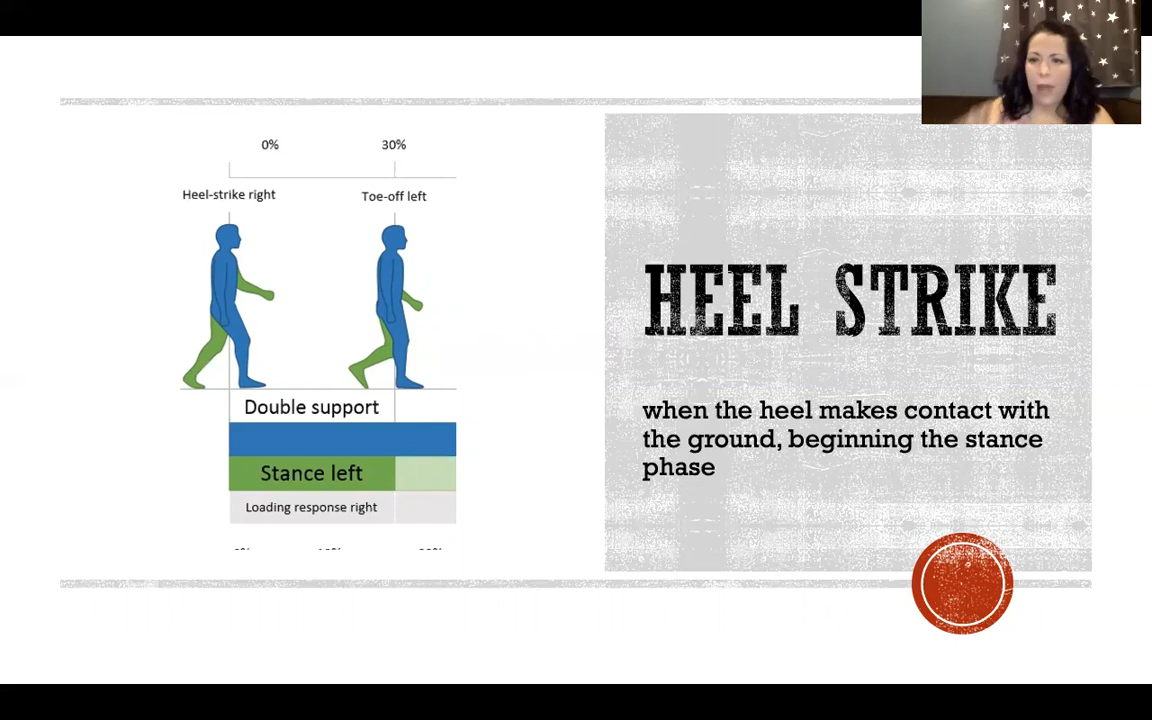 0%
30%
Heel-strike right
Toe-off left
Double support
Stance left
Loading response right
HEEL STRIKE
when the heel makes contact with
the ground, beginning the stance
phase